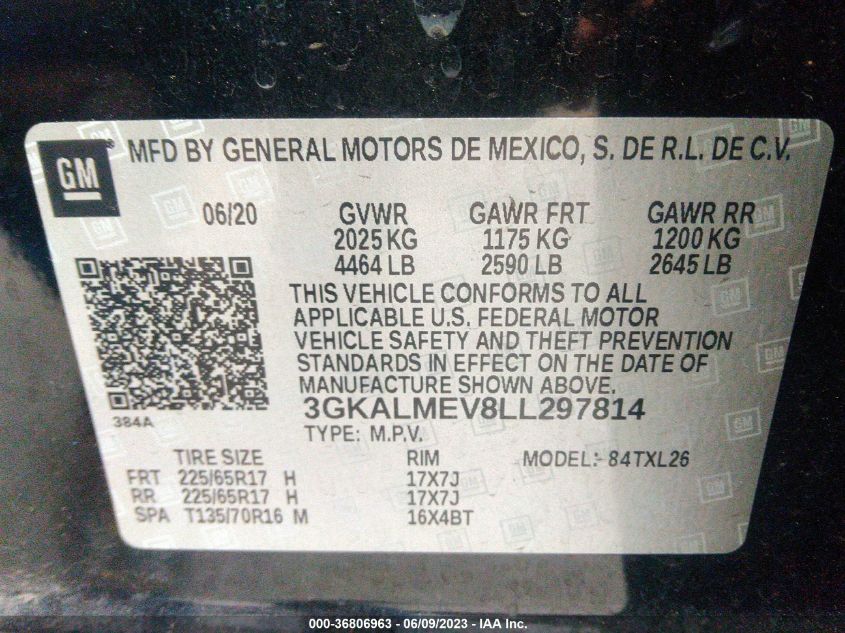 GM® MFD BY GENERAL MOTORS DE MEXICO, S. DE R.L. DE C.V.
06/20 GVWR GAWR FRT GAWR RR
2025 KG 1175 KG 1200 KG
4464 LB 2590 LB 2645 LB
THIS VEHICLE CONFORMS TO ALL
APPLICABLE U.S. FEDERAL MOTOR
VEHICLE SAFETY AND THEFT PREVENTION
STANDARDS IN EFFECT ON THE DATE OF
MANUFACTURE SHOWN ABOVE.
384A 3GKALMEV8LL297814
TYPE: M.P.V.
TIRE SIZE RIM MODEL: 84TXL26
FRT 225/65R17 H 17X7J
RR 225/65R17 H 17X7J
SPA T135/70R16 M 16X4BT
000-36806963 - 06/09/2023 - IAA Inc.